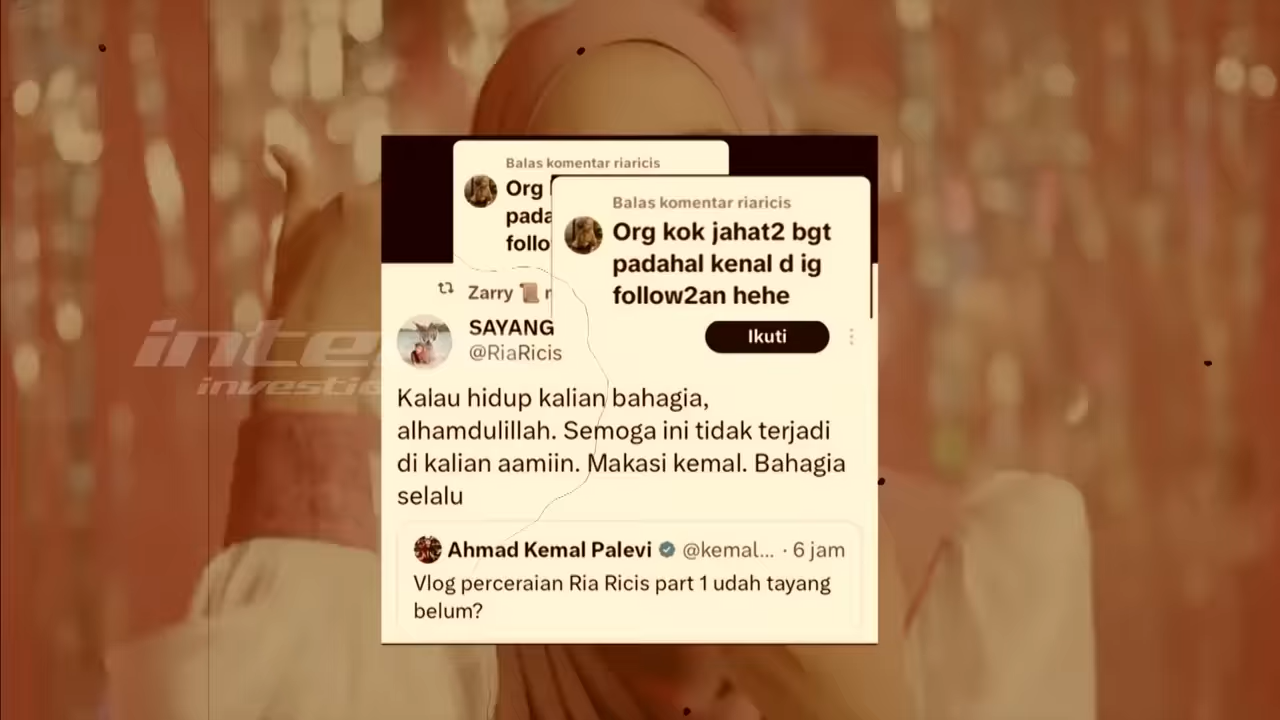 Balas komentar riaricis
Org
pada
follo
Balas komentar riaricis
Org kok jahat2 bgt
padahal kenal d ig
follow2an hehe
Zarry 📜 r
SAYANG
@RiaRicis
Ikuti
Kalau hidup kalian bahagia,
alhamdulillah. Semoga ini tidak terjadi
di kalian aamiin. Makasi kemal. Bahagia
selalu
Ahmad Kemal Palevi @kemal... · 6 jam
Vlog perceraian Ria Ricis part 1 udah tayang
belum?
inte
investig